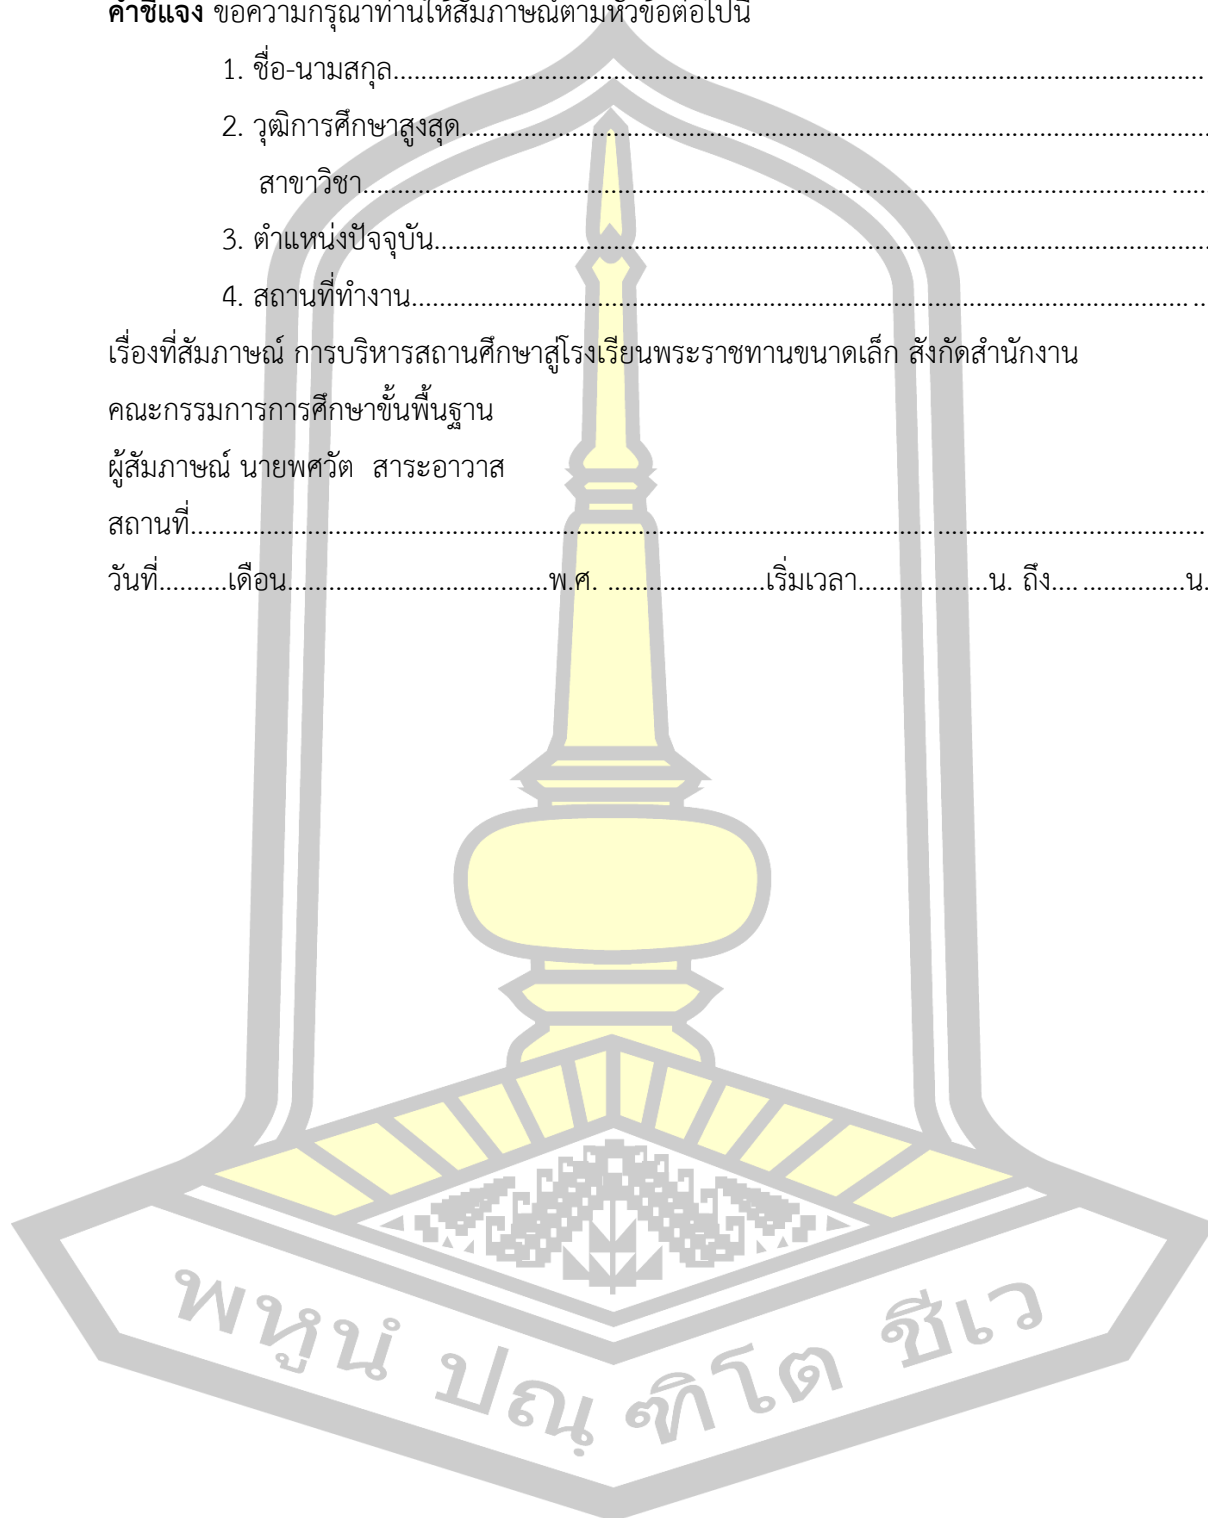 คำชี้แจง ขอความกรุณาท่านให้สัมภาษณ์ตามหัวข้อต่อไปนี้
1. ชื่อ-นามสกุล....................................................................................................................
2. วุฒิการศึกษาสูงสุด..........................................................................................................
สาขาวิชา.................................................................................................................... ......
3. ตำแหน่งปัจจุบัน..............................................................................................................
4. สถานที่ทำงาน............................................................................................................... ..
เรื่องที่สัมภาษณ์ การบริหารสถานศึกษาสู่โรงเรียนพระราชทานขนาดเล็ก สังกัดสำนักงาน
คณะกรรมการการศึกษาขั้นพื้นฐาน
ผู้สัมภาษณ์ นายพศวัต สาระอาวาส
สถานที่..................................................................................................................................................
วันที่..........เดือน......................................พ.ศ. .......................เริ่มเวลา...................น. ถึง.... ...............น.
พหูนํ ปณฺฑิโต ชีเว